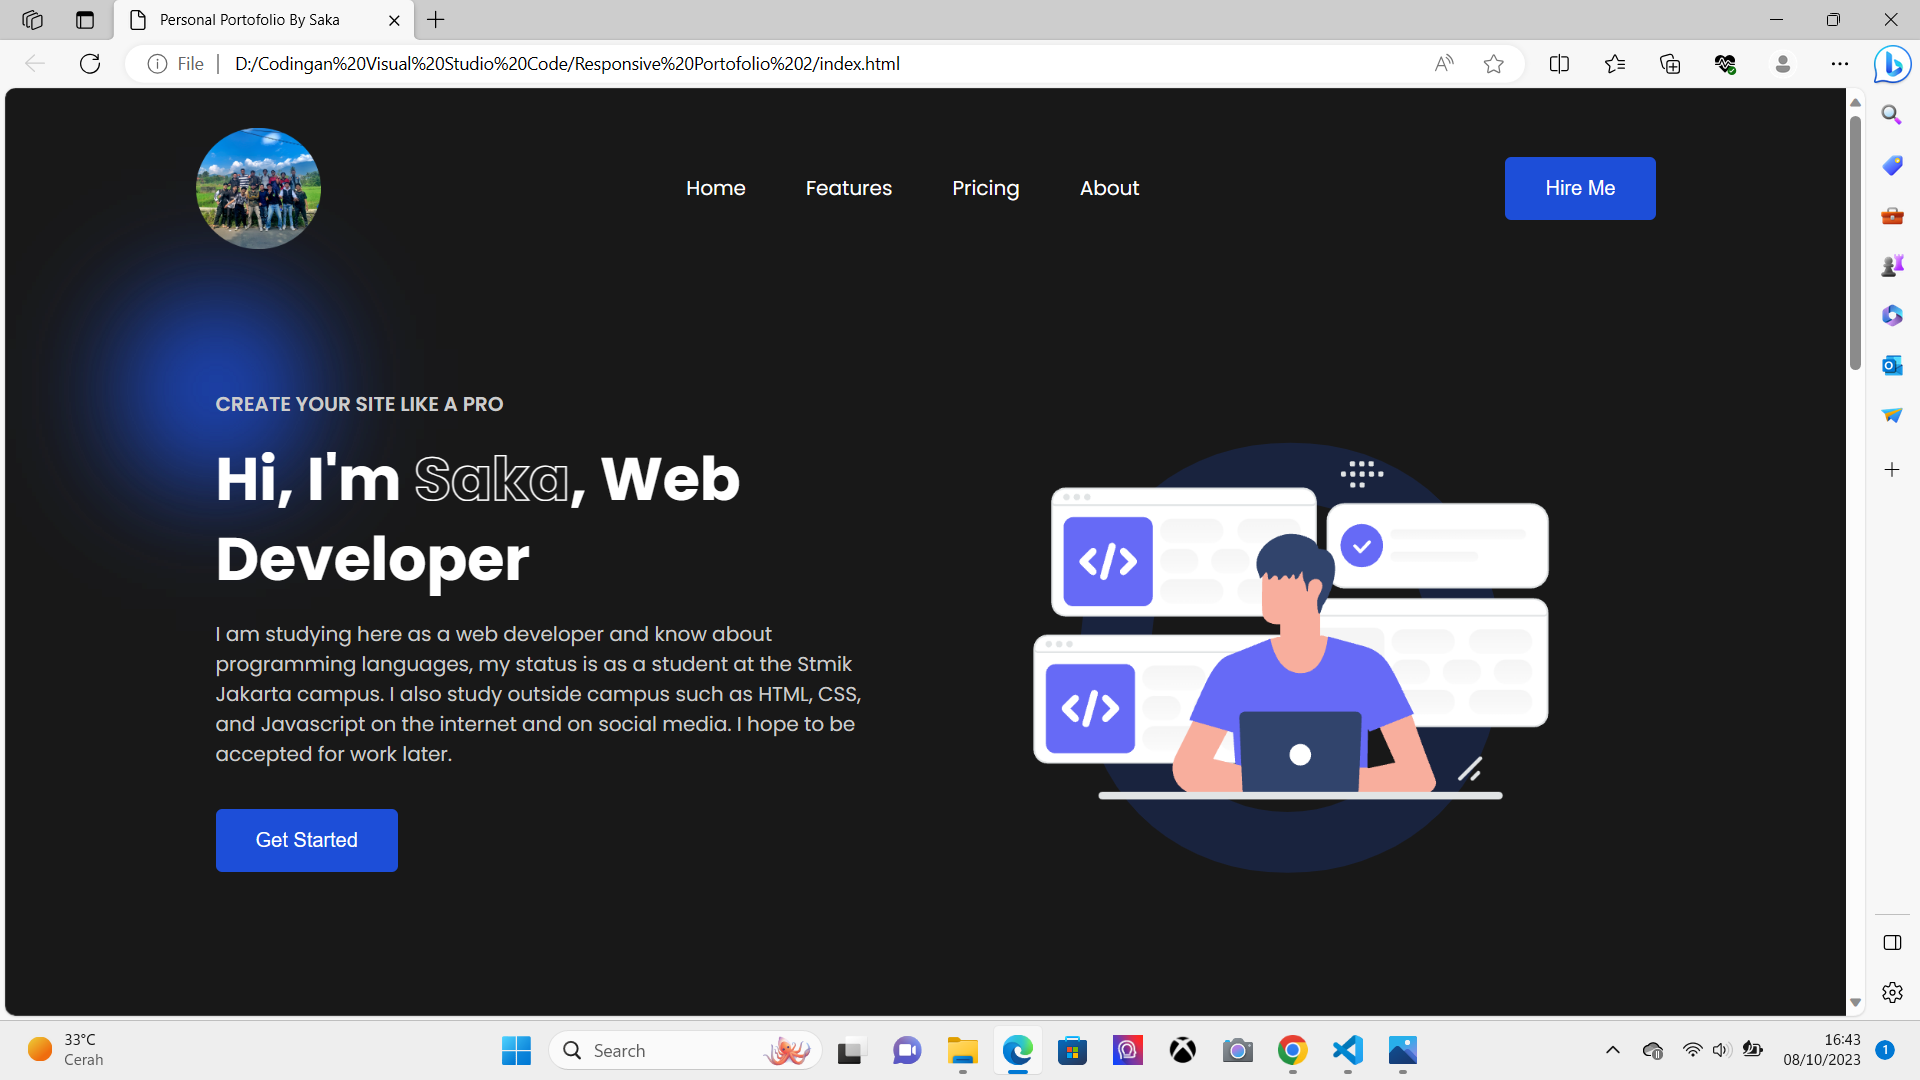 Personal Portofolio By Saka
File
D:/Codingan%20Visual%20Studio%20Code/Responsive%20Portofolio%202/index.html
Home Features Pricing About Hire Me
CREATE YOUR SITE LIKE A PRO
Hi, I'm Saka, Web
Developer
I am studying here as a web developer and know about
programming languages, my status is as a student at the Stmik
Jakarta campus. I also study outside campus such as HTML, CSS,
and Javascript on the internet and on social media. I hope to be
accepted for work later.
Get Started
</>
</>
33°C
Cerah
Search
16:43
08/10/2023
1